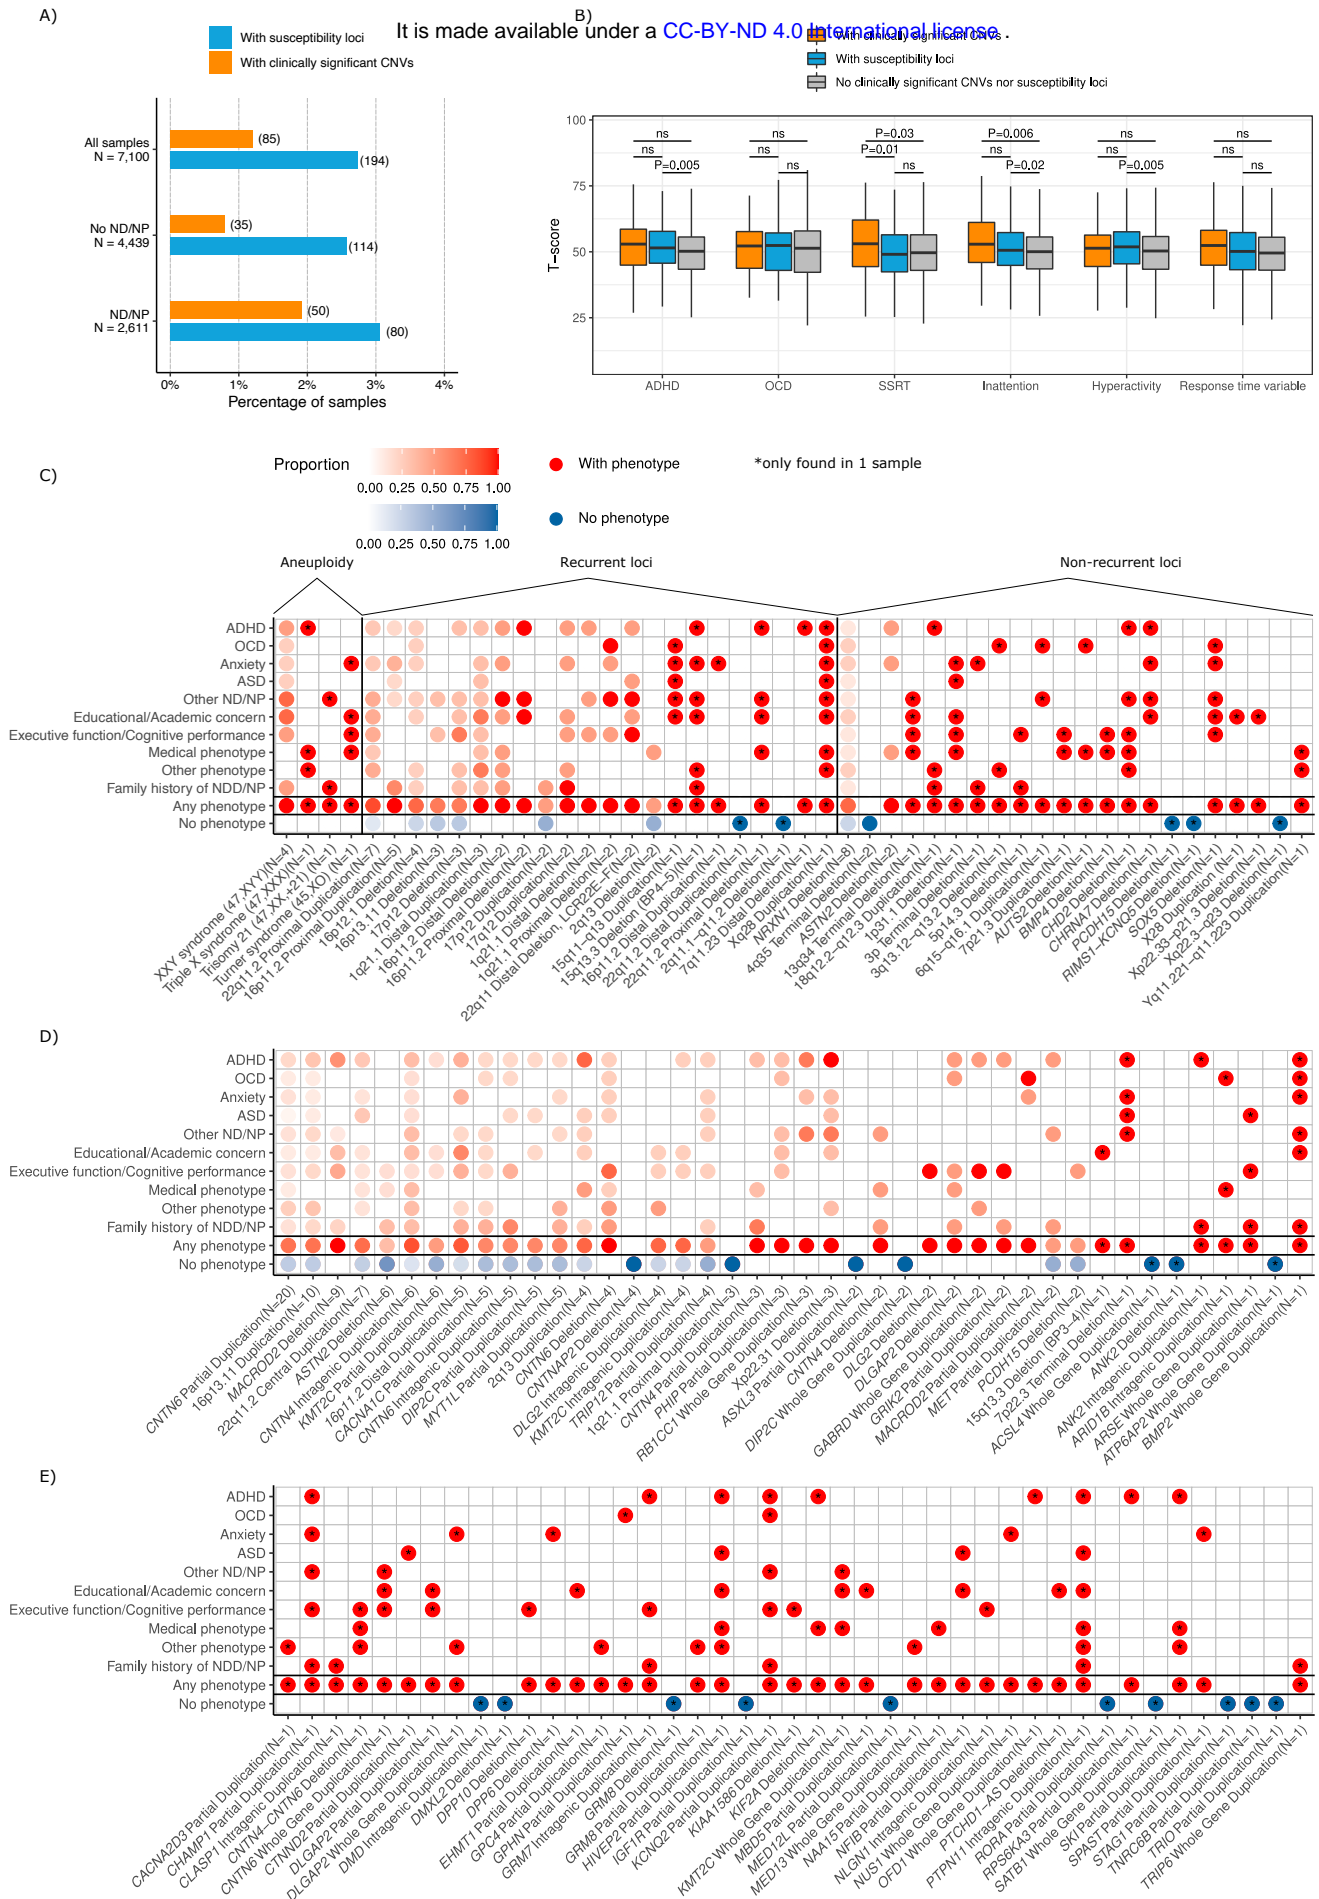 A)
B)
It is made available under a CC-BY-ND 4.0 International license .
With susceptibility loci
With clinically significant CNVs
With clinically significant CNVs
With susceptibility loci
No clinically significant CNVs nor susceptibility loci
All samples
N = 7,100
(85)
(194)
No ND/NP
N = 4,439
(35)
(114)
ND/NP
N = 2,611
(50)
(80)
0% 1% 2% 3% 4%
Percentage of samples
T−score
100
75
50
25
ns ns P=0.03 P=0.006 ns ns
ns ns P=0.01 ns ns ns
P=0.005 ns ns P=0.02 P=0.005 ns
ADHD OCD SSRT Inattention Hyperactivity Response time variable
C)
Proportion
0.00 0.25 0.50 0.75 1.00
0.00 0.25 0.50 0.75 1.00
With phenotype
No phenotype
*only found in 1 sample
Aneuploidy
Recurrent loci
Non-recurrent loci
ADHD
OCD
Anxiety
ASD
Other ND/NP
Educational/Academic concern
Executive function/Cognitive performance
Medical phenotype
Other phenotype
Family history of NDD/NP
Any phenotype
No phenotype
XXY syndrome (47,XYY)(N=4)
Triple X syndrome (47,XXX)(N=1)
Trisomy 21 (47,XX,+21)(N=1)
Turner syndrome (45,XO)(N=1)
22q11.2 Proximal Duplication(N=7)
16p11.2 Proximal Duplication(N=5)
16p12.1 Deletion(N=4)
16p13.11 Deletion(N=3)
17p12 Deletion(N=3)
1q21.1 Distal Duplication(N=3)
16p11.2 Distal Deletion(N=2)
16p11.2 Proximal Deletion(N=2)
17p12 Duplication(N=2)
17q12 Duplication(N=2)
1q21.1 Distal Deletion(N=2)
1q21.1 Proximal Deletion(N=2)
22q11 Distal Deletion, LCR22E−F(N=2)
2q13 Deletion(N=2)
15q11−q13 Duplication(N=1)
15q13.3 Deletion (BP4−5)(N=1)
16p11.2 Distal Duplication(N=1)
22q11.2 Distal Duplication(N=1)
22q11.2 Proximal Deletion(N=1)
2q11.1−q11.2 Deletion(N=1)
7q11.23 Distal Deletion(N=1)
Xq28 Duplication(N=1)
NRXN1 Deletion(N=8)
ASTN2 Deletion(N=2)
4q35 Terminal Deletion(N=2)
13q34 Terminal Deletion(N=1)
18q12.2−q12.3 Duplication(N=1)
1p37.1 Deletion(N=1)
3p Terminal Deletion(N=1)
3q13.12−q13.2 Deletion(N=1)
5p14.3 Deletion(N=1)
6q15−q16.1 Duplication(N=1)
7p21.3 Duplication(N=1)
AUTS2 Deletion(N=1)
BMP4 Deletion(N=1)
CHD2 Deletion(N=1)
CHRNA7 Deletion(N=1)
PCDH15 Deletion(N=1)
RIMS1−KCNQ5 Deletion(N=1)
SOX5 Deletion(N=1)
X28 Duplication (N=1)
Xp22.33−p21.3 Deletion(N=1)
Xq22.3−q23 Deletion(N=1)
Yq11.221−q11.223 Duplication(N=1)
D)
ADHD
OCD
Anxiety
ASD
Other ND/NP
Educational/Academic concern
Executive function/Cognitive performance
Medical phenotype
Other phenotype
Family history of NDD/NP
Any phenotype
No phenotype
CNTN6 Partial Duplication(N=20)
16p13.11 Duplication(N=10)
MACROD2 Deletion(N=9)
22q11.2 Central Duplication(N=7)
ASTN2 Deletion(N=6)
CNTN4 Intragenic Duplication(N=6)
KMT2C Partial Duplication(N=6)
16p11.2 Distal Duplication(N=5)
CACNA1C Partial Duplication(N=5)
CNTN6 Intragenic Duplication(N=5)
DIP2C Partial Duplication(N=5)
MYT1L Partial Duplication(N=5)
2q13 Duplication(N=4)
CNTN6 Deletion(N=4)
CNTNAP2 Deletion(N=4)
DLG2 Intragenic Duplication(N=4)
KMT2C Intragenic Duplication(N=4)
TRIP12 Partial Duplication(N=4)
1q21.1 Proximal Duplication(N=3)
CNTN4 Partial Duplication(N=3)
PHIP Partial Duplication(N=3)
RB1CC1 Whole Gene Duplication(N=3)
Xp22.31 Deletion(N=3)
ASXL3 Partial Duplication(N=2)
CNTN4 Deletion(N=2)
DIP2C Whole Gene Duplication(N=2)
DLG2 Deletion(N=2)
DLGAP2 Deletion(N=2)
GABRD Whole Gene Duplication(N=2)
GRIK2 Partial Duplication(N=2)
MACROD2 Partial Duplication(N=2)
MET Partial Duplication(N=2)
PCDH15 Deletion(N=2)
15q13.3 Deletion (BP3−4)(N=1)
7p22.3 Terminal Deletion(N=1)
ACSL4 Whole Gene Duplication(N=1)
ANK2 Deletion(N=1)
ANK2 Intragenic Duplication(N=1)
ARID1B Intragenic Duplication(N=1)
ARSE Whole Gene Duplication(N=1)
ATP6AP2 Whole Gene Duplication(N=1)
BMP2 Whole Gene Duplication(N=1)
E)
ADHD
OCD
Anxiety
ASD
Other ND/NP
Educational/Academic concern
Executive function/Cognitive performance
Medical phenotype
Other phenotype
Family history of NDD/NP
Any phenotype
No phenotype
CACNA2D3 Partial Duplication(N=1)
CHAMP1 Partial Duplication(N=1)
CLASP1 Intragenic Duplication(N=1)
CNTN4−CNTN6 Deletion(N=1)
CNTN6 Whole Gene Duplication(N=1)
CTNND2 Partial Duplication(N=1)
DLGAP2 Partial Duplication(N=1)
DLGAP2 Whole Gene Duplication(N=1)
DMD Intragenic Duplication(N=1)
DMXL2 Deletion(N=1)
DPP10 Deletion(N=1)
DPP6 Deletion(N=1)
EHMT1 Partial Duplication(N=1)
GPC4 Partial Duplication(N=1)
GPHN Partial Duplication(N=1)
GRM7 Intragenic Duplication(N=1)
GRM8 Deletion(N=1)
GRM8 Partial Duplication(N=1)
HIVEP2 Partial Duplication(N=1)
IGF1R Partial Duplication(N=1)
KCNQ2 Partial Duplication(N=1)
KIAA1586 Deletion(N=1)
KIF2A Deletion(N=1)
KMT2C Whole Gene Duplication(N=1)
MBD5 Partial Duplication(N=1)
MED12L Partial Duplication(N=1)
MED13 Whole Gene Duplication(N=1)
NAA15 Partial Duplication(N=1)
NFIB Partial Duplication(N=1)
NLGN1 Intragenic Duplication(N=1)
NUS1 Whole Gene Duplication(N=1)
OFD1 Whole Gene Duplication(N=1)
PTCHD1−AS Deletion(N=1)
PTPN11 Intragenic Duplication(N=1)
RORA Partial Duplication(N=1)
RPS6KA3 Partial Duplication(N=1)
SATB1 Whole Gene Duplication(N=1)
SKI Partial Duplication(N=1)
SPAST Partial Duplication(N=1)
STAG1 Partial Duplication(N=1)
TNRC6B Partial Duplication(N=1)
TRIO Partial Duplication(N=1)
TRIP6 Whole Gene Duplication(N=1)